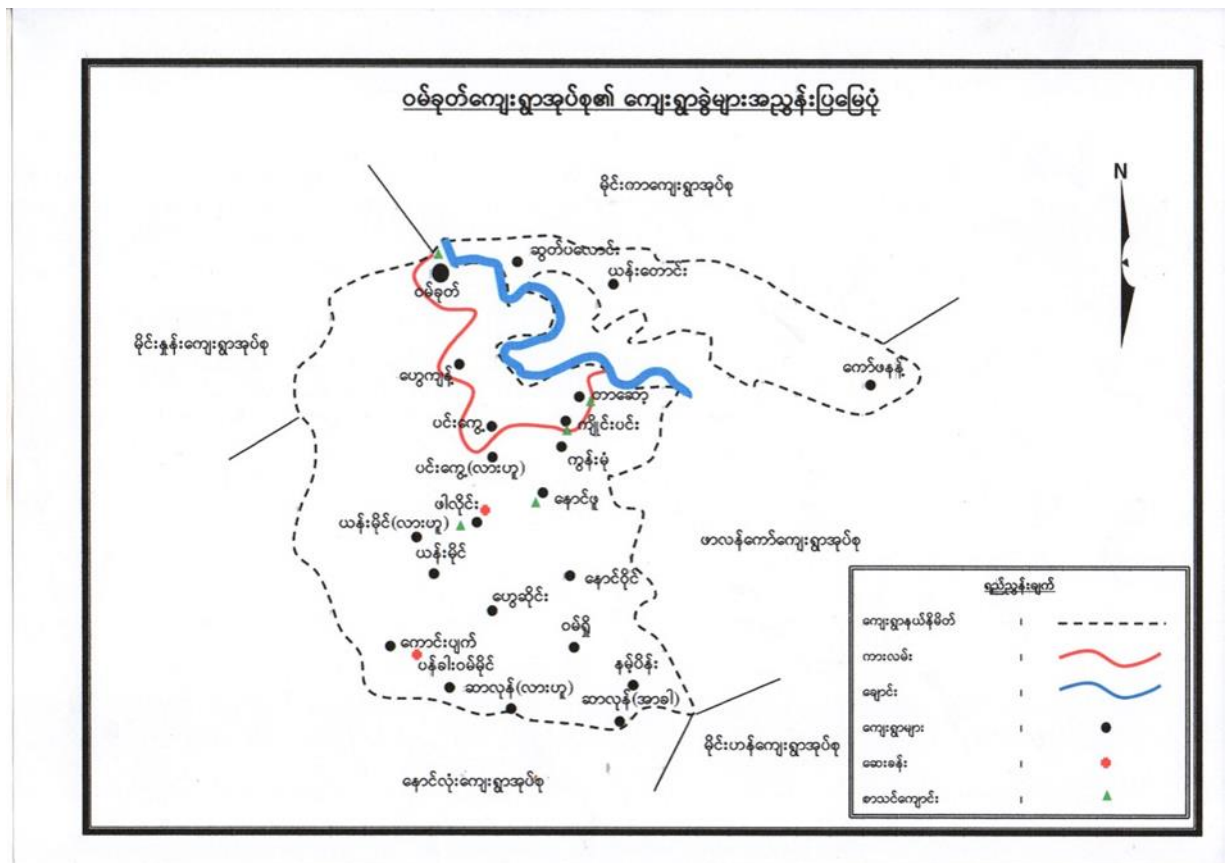 ဝမ်ခုတ်ကျေးရွာအုပ်စု၏ ကျေးရွာခွဲများအညွှန်းပြမြေပုံ
N
မိုင်းကာကျေးရွာအုပ်စု
ဆွတ်ပဲလောင်း
ယန်းတောင်း
ဝမ်ခုတ်
မိုင်းနှုန်းကျေးရွာအုပ်စု
ဟွေကျန့်
ကော်ဖနန့်
တာဆော့
ပင်းကွေ့
ကျိုင်းပင်း
ပင်းကွေ့(လားဟူ)
ကွန်းမုံ
ဖါလိုင်း
နောင်ဖူ
ယန်းမိုင်(လားဟူ)
ဖာလန်ကော်ကျေးရွာအုပ်စု
ယန်းမိုင်
နောင်ဝိုင်
ဟွေဆိုင်း
ဝမ်ရှို
ကောင်းပျက်
ပန်ခါးဝမ်မိုင်
နမ့်ပိန်း
ဆာလုန်(လားဟူ)
ဆာလုန်(အာခါ)
မိုင်းဟန်ကျေးရွာအုပ်စု
နောင်လုံးကျေးရွာအုပ်စု
ရည်ညွှန်းချက်
ကျေးရွာနယ်နိမိတ် ၊
ကားလမ်း ၊
ချောင်း ၊
ကျေးရွာများ ၊
ဆေးခန်း ၊
စာသင်ကျောင်း ၊